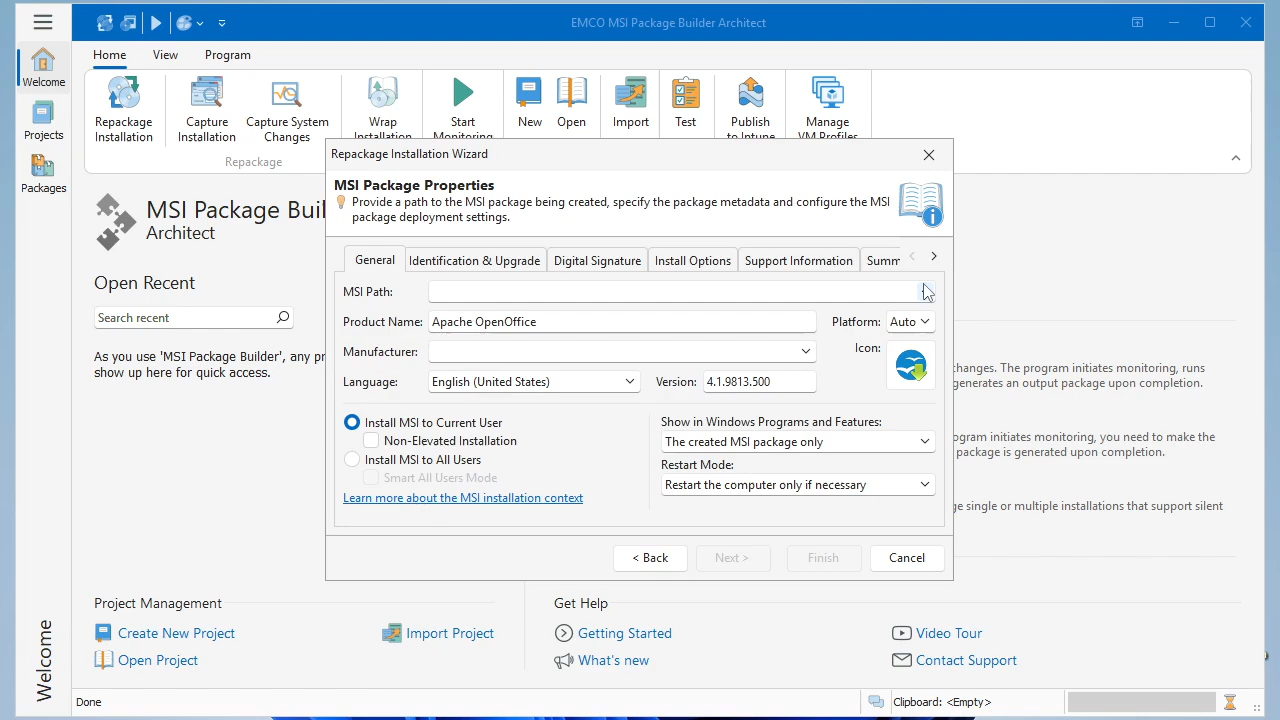 EMCO MSI Package Builder Architect
Home View Program
Welcome
Projects
Packages
Repackage Installation
Capture Installation
Capture System Changes
Wrap Installation
Start Monitoring
New
Open
Import
Test
Publish to Intune
Manage VM Profiles
Repackage
MSI Package Buil
Architect
Open Recent
Search recent
As you use 'MSI Package Builder', any pr
show up here for quick access.
Repackage Installation Wizard
MSI Package Properties
Provide a path to the MSI package being created, specify the package metadata and configure the MSI
package deployment settings.
General Identification & Upgrade Digital Signature Install Options Support Information Summ
MSI Path:
Product Name: Apache OpenOffice Platform: Auto
Manufacturer: Icon:
Language: English (United States) Version: 4.1.9813.500
Install MSI to Current User
Non-Elevated Installation
Install MSI to All Users
Smart All Users Mode
Learn more about the MSI installation context
Show in Windows Programs and Features:
The created MSI package only
Restart Mode:
Restart the computer only if necessary
< Back Next > Finish Cancel
changes. The program initiates monitoring, runs
generates an output package upon completion.
ogram initiates monitoring, you need to make the
package is generated upon completion.
ge single or multiple installations that support silent
Project Management
Create New Project
Import Project
Open Project
Get Help
Getting Started
Video Tour
What's new
Contact Support
Welcome
Done
Clipboard: <Empty>